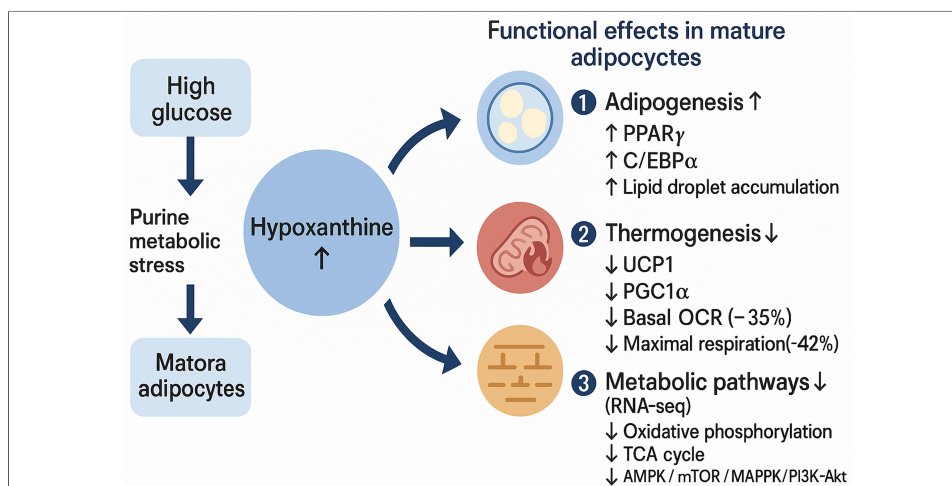 High
glucose
Purine
metabolic
stress
Matora
adipocytes
Hypoxanthine
↑
Functional effects in mature
adipocyctes
1 Adipogenesis ↑
↑ PPARγ
↑ C/EBPα
↑ Lipid droplet accumulation
2 Thermogenesis ↓
↓ UCP1
↓ PGC1α
↓ Basal OCR (−35%)
↓ Maximal respiration(-42%)
3 Metabolic pathways ↓
(RNA-seq)
↓ Oxidative phosphorylation
↓ TCA cycle
↓ AMPK / mTOR / MAPPK/PI3K-Akt